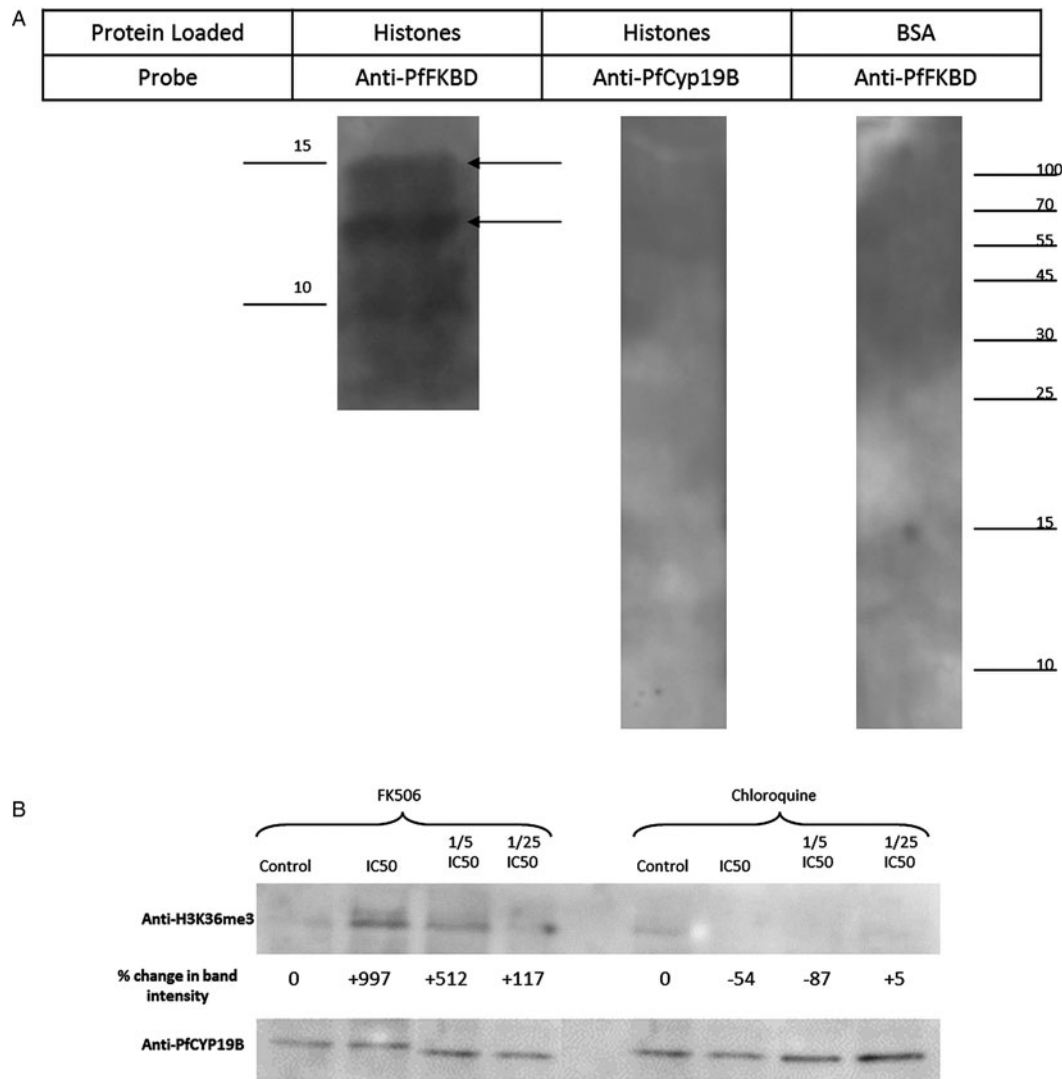 A
Protein Loaded Histones Histones BSA
Probe Anti-PfFKBD Anti-PfCyp19B Anti-PfFKBD
15
10
100
70
55
45
30
25
15
10
B
FK506 Chloroquine
Control IC50 1/5 IC50 1/25 IC50 Control IC50 1/5 IC50 1/25 IC50
Anti-H3K36me3
% change in band intensity 0 +997 +512 +117 0 -54 -87 +5
Anti-PfCYP19B